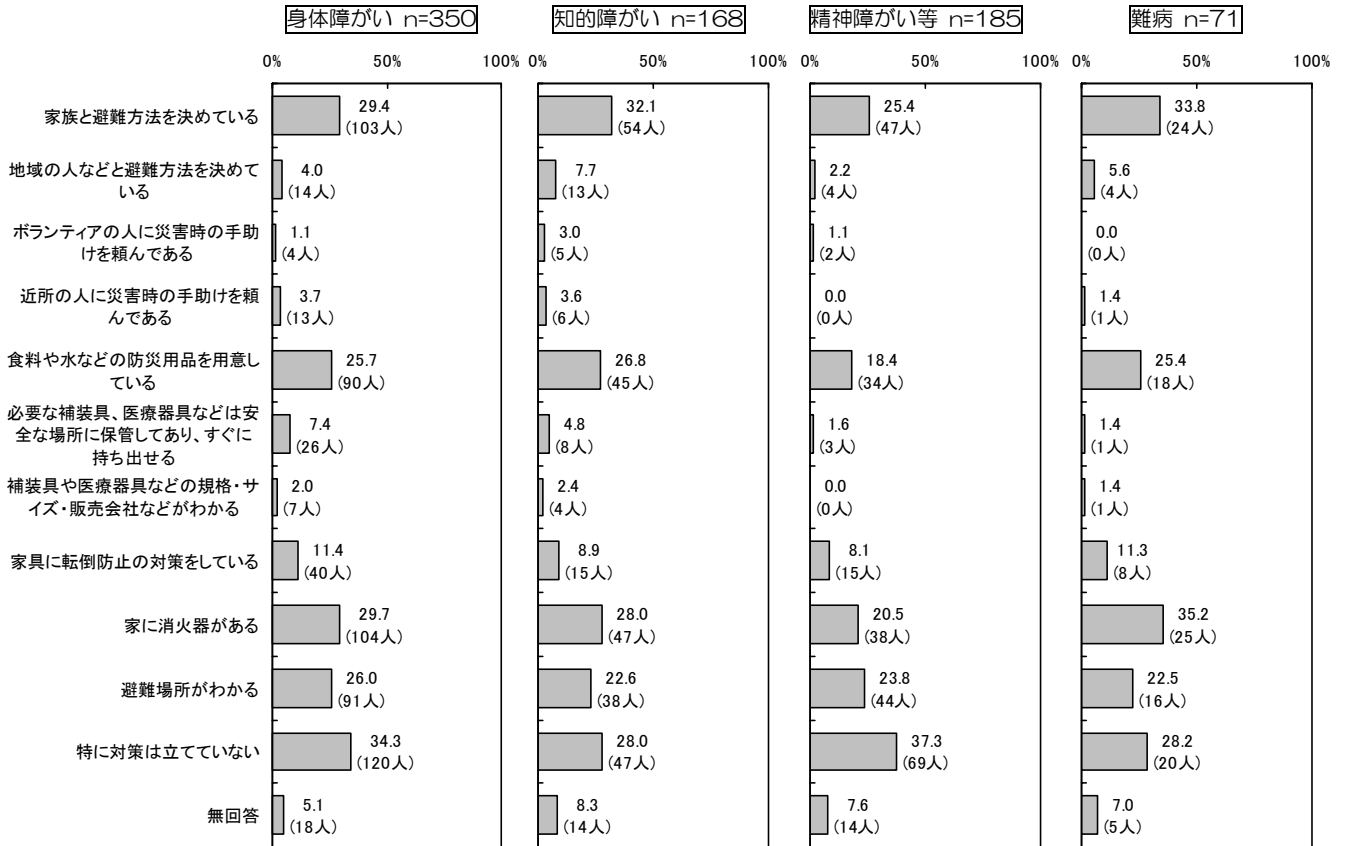 身体障がい n=350 知的障がい n=168 精神障がい等 n=185 難病 n=71
0% 50% 100% 0% 50% 100% 0% 50% 100% 0% 50% 100%
家族と避難方法を決めている 29.4 32.1 25.4 33.8
(103人) (54人) (47人) (24人)
地域の人などと避難方法を決めて
いる
4.0 7.7 2.2 5.6
(14人) (13人) (4人) (4人)
ボランティアの人に災害時の手助
けを頼んである
1.1 3.0 1.1 0.0
(4人) (5人) (2人) (0人)
近所の人に災害時の手助けを頼
んである
3.7 3.6 0.0 1.4
(13人) (6人) (0人) (1人)
食料や水などの防災用品を用意し
ている
25.7 26.8 18.4 25.4
(90人) (45人) (34人) (18人)
必要な補装具、医療器具などは安
全な場所に保管してあり、すぐに
持ち出せる
7.4 4.8 1.6 1.4
(26人) (8人) (3人) (1人)
補装具や医療器具などの規格・サ
イズ・販売会社などがわかる
2.0 2.4 0.0 1.4
(7人) (4人) (0人) (1人)
家具に転倒防止の対策をしている
11.4 8.9 8.1 11.3
(40人) (15人) (15人) (8人)
家に消火器がある
29.7 28.0 20.5 35.2
(104人) (47人) (38人) (25人)
避難場所がわかる
26.0 22.6 23.8 22.5
(91人) (38人) (44人) (16人)
特に対策は立てていない
34.3 28.0 37.3 28.2
(120人) (47人) (69人) (20人)
無回答
5.1 8.3 7.6 7.0
(18人) (14人) (14人) (5人)